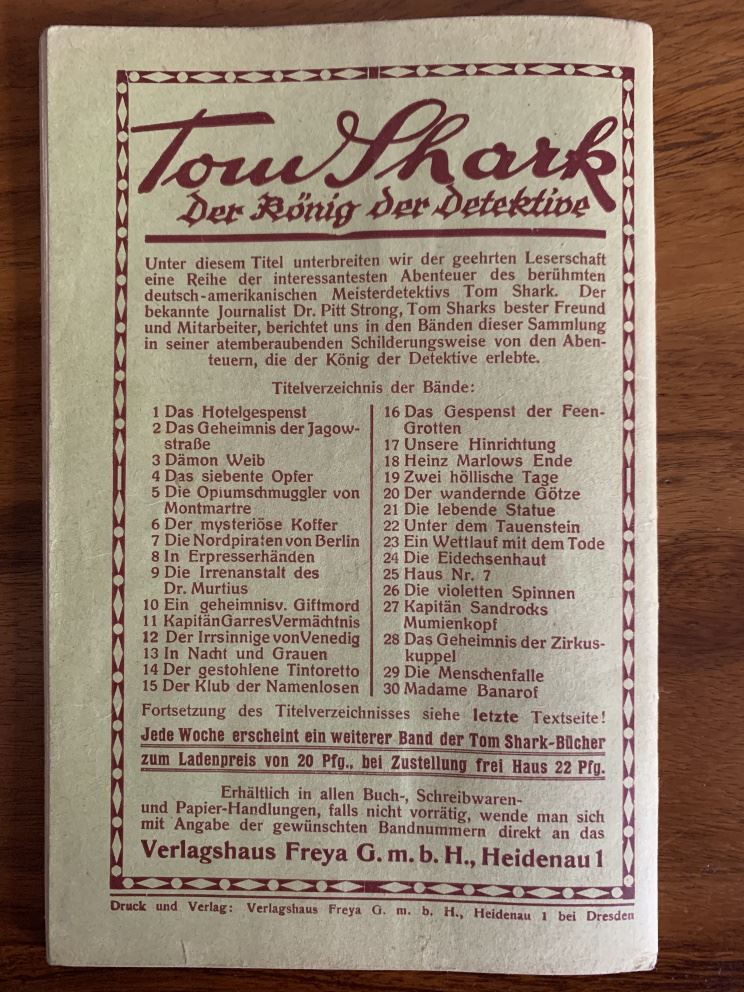 Tom Shark
Der König der Detektive
Unter diesem Titel unterbreiten wir der geehrten Leserschaft
eine Reihe der interessantesten Abenteuer des berühmten
deutsch-amerikanischen Meisterdetektivs Tom Shark. Der
bekannte Journalist Dr. Pitt Strong, Tom Sharks bester Freund
und Mitarbeiter, berichtet uns in den Bänden dieser Sammlung
in seiner atemberaubenden Schilderungsweise von den Aben-
teuern, die der König der Detektive erlebte.
Titelverzeichnis der Bände:
1 Das Hotelgespenst
2 Das Geheimnis der Jagow-
straße
3 Dämon Weib
4 Das siebente Opfer
5 Die Opiumschmuggler von
Montmartre
6 Der mysteriöse Koffer
7 Die Nordpiraten von Berlin
8 In Erpresserhänden
9 Die Irrenanstalt des
Dr. Murtius
10 Ein geheimnisv. Giftmord
11 Kapitän Garres Vermächtnis
12 Der Irrsinnige von Venedig
13 In Nacht und Grauen
14 Der gestohlene Tintoretto
15 Der Klub der Namenlosen
16 Das Gespenst der Feen-
Grotten
17 Unsere Hinrichtung
18 Heinz Marlows Ende
19 Zwei höllische Tage
20 Der wandernde Götze
21 Die lebende Statue
22 Unter dem Tauenstein
23 Ein Wettlauf mit dem Tode
24 Die Eidechsenhaut
25 Haus Nr. 7
26 Die violetten Spinnen
27 Kapitän Sandrocks
Mumienkopf
28 Das Geheimnis der Zirkus-
kuppel
29 Die Menschenfalle
30 Madame Banarof
Fortsetzung des Titelverzeichnisses siehe letzte Textseite!
Jede Woche erscheint ein weiterer Band der Tom Shark-Bücher
zum Ladenpreis von 20 Pfg., bei Zustellung frei Haus 22 Pfg.
Erhältlich in allen Buch-, Schreibwaren-
und Papier-Handlungen, falls nicht vorrätig, wende man sich
mit Angabe der gewünschten Bandnummern direkt an das
Verlagshaus Freya G. m. b. H., Heidenau 1
Druck und Verlag: Verlagshaus Freya G. m. b. H., Heidenau 1 bei Dresden